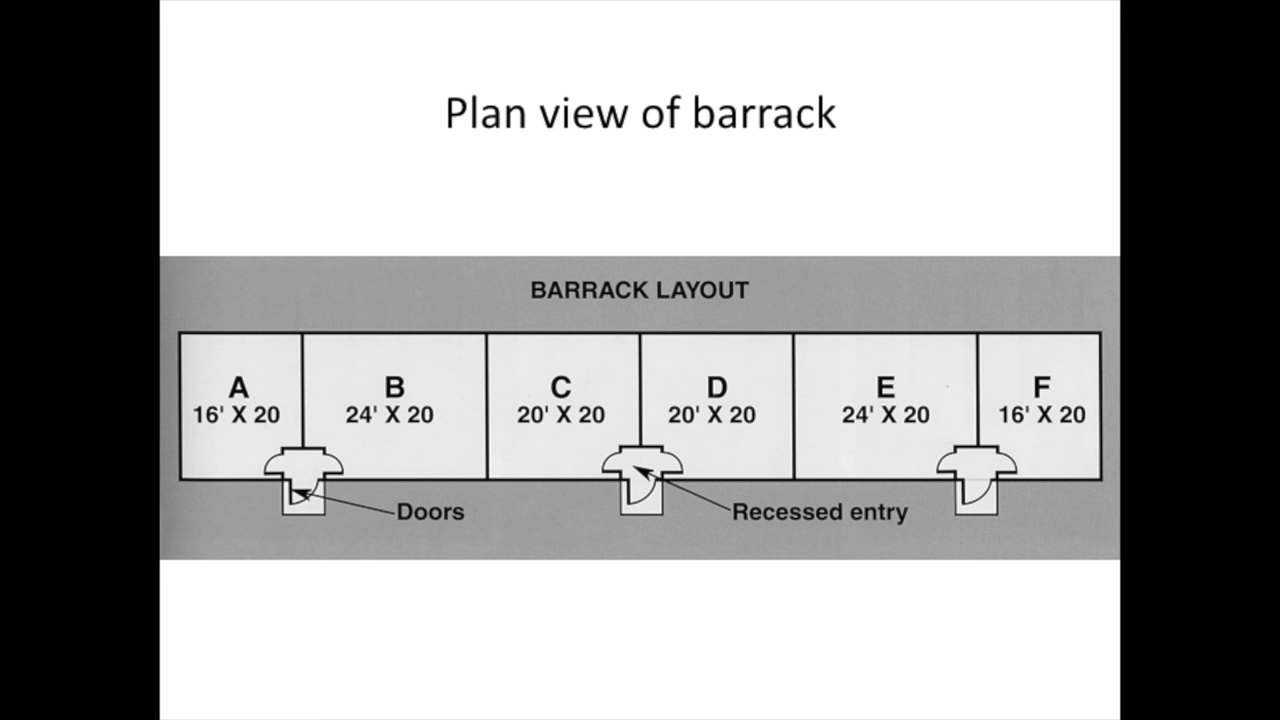 Plan view of barrack
BARRACK LAYOUT
A
16' X 20
B
24' X 20
C
20' X 20
D
20' X 20
E
24' X 20
F
16' X 20
Doors
Recessed entry